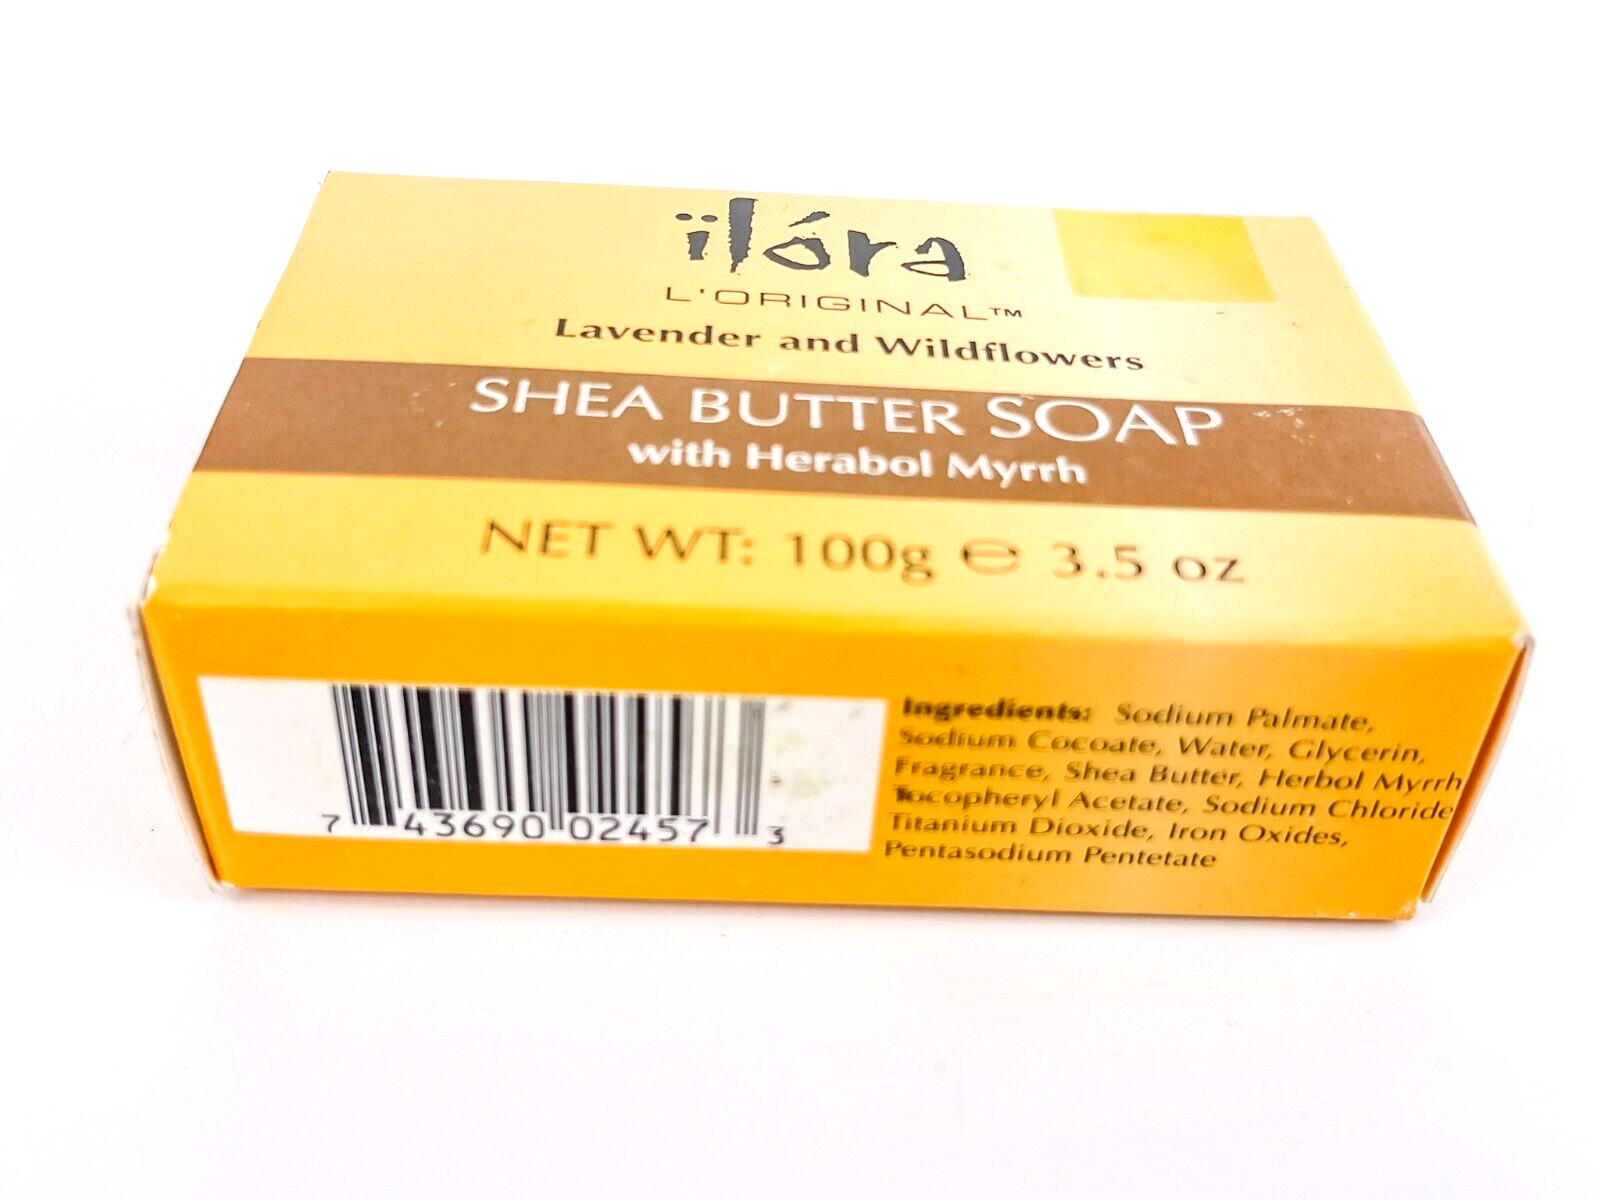 ïlóra
L'ORIGINAL™
Lavender and Wildflowers
SHEA BUTTER SOAP
with Herabol Myrrh
NET WT: 100g ℮ 3.5 oz
7 43690 02457 3
Ingredients: Sodium Palmate,
Sodium Cocoate, Water, Glycerin,
Fragrance, Shea Butter, Herbol Myrrh
Tocopheryl Acetate, Sodium Chloride
Titanium Dioxide, Iron Oxides,
Pentasodium Pentetate